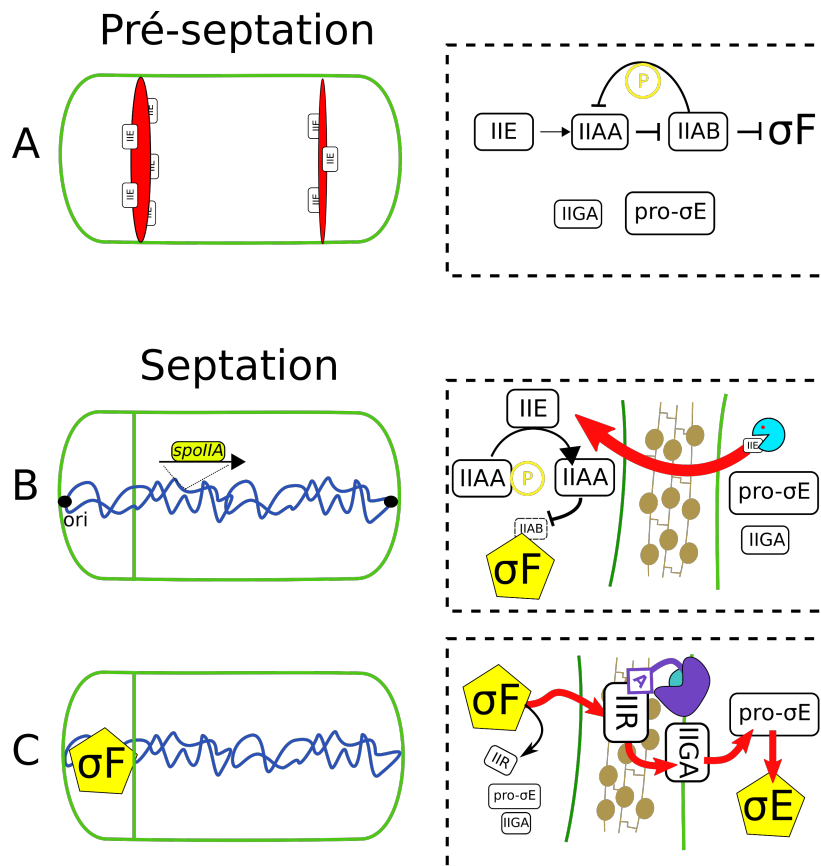 Pré-septation
A
IIE
IIE
IIE
IIE
IIE
IIE
IIE
IIE
P
IIE
IIAA
IIAB
σF
IIGA
pro-σE
Septation
B
spoIIA
ori
IIE
IIAA
P
IIAA
IIAB
σF
IIE
pro-σE
IIGA
C
σF
σF
IIR
pro-σE
IIGA
IIR
A
IIGA
pro-σE
σE